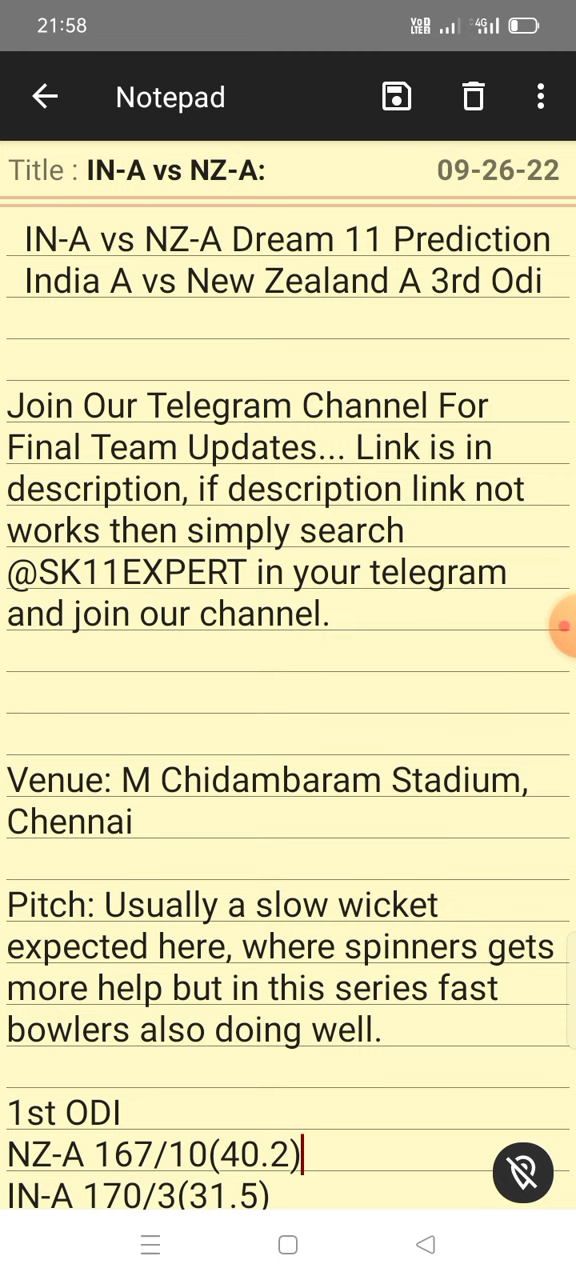 21:58
VoD LTE R 4G
Notepad
Title : IN-A vs NZ-A: 09-26-22
IN-A vs NZ-A Dream 11 Prediction
India A vs New Zealand A 3rd Odi
Join Our Telegram Channel For
Final Team Updates... Link is in
description, if description link not
works then simply search
@SK11EXPERT in your telegram
and join our channel.
Venue: M Chidambaram Stadium,
Chennai
Pitch: Usually a slow wicket
expected here, where spinners gets
more help but in this series fast
bowlers also doing well.
1st ODI
NZ-A 167/10(40.2)
IN-A 170/3(31.5)